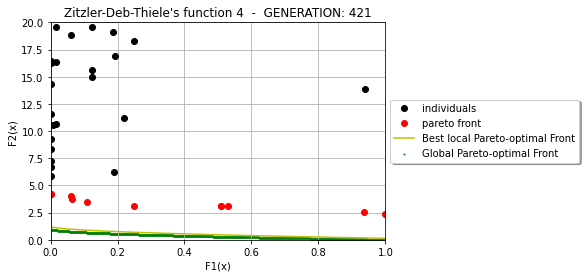 Zitzler-Deb-Thiele's function 4 - GENERATION: 421
20.0
17.5
15.0
12.5
10.0
7.5
5.0
2.5
0.0
F2(x)
0.0 0.2 0.4 0.6 0.8 1.0
F1(x)
individuals
pareto front
Best local Pareto-optimal Front
Global Pareto-optimal Front